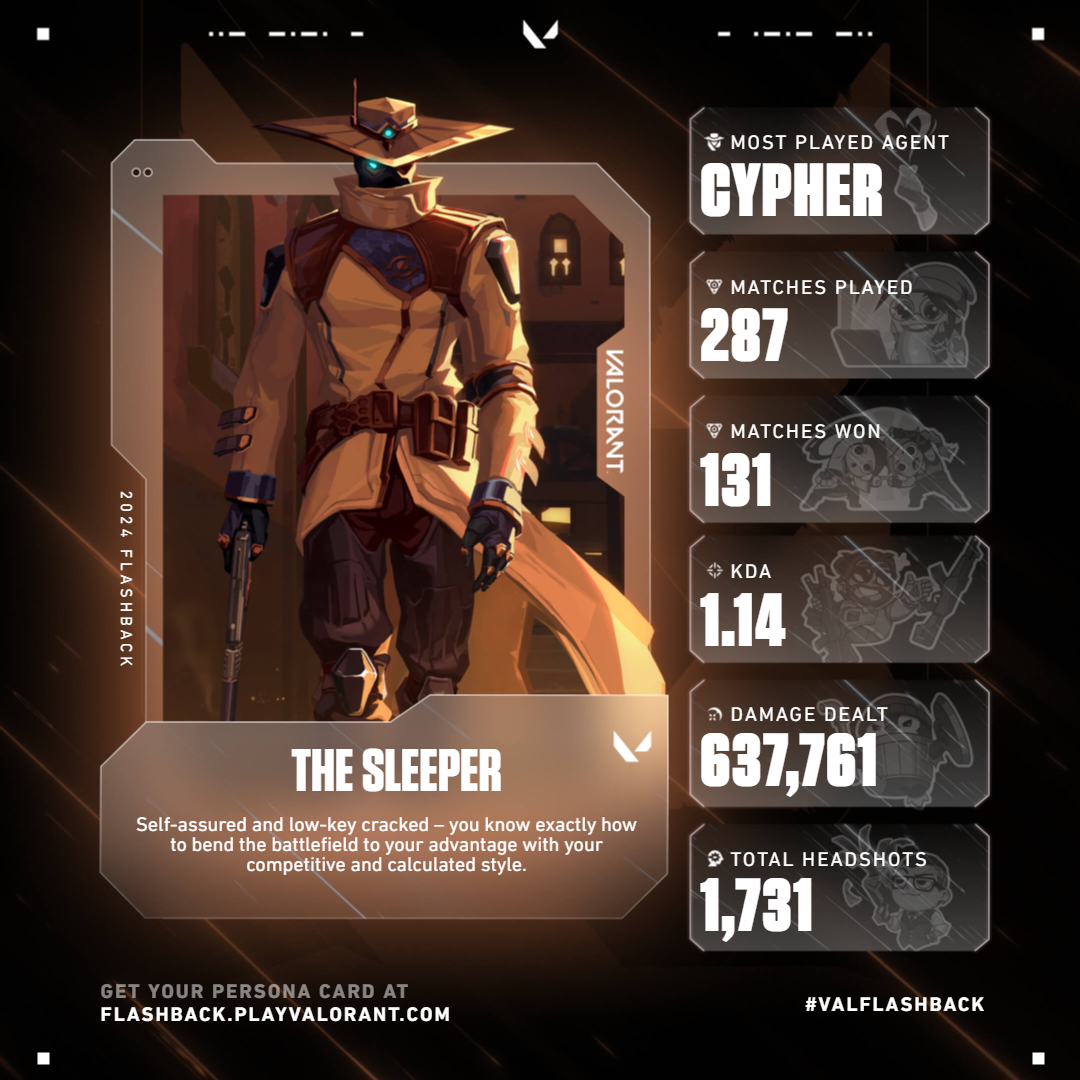 MOST PLAYED AGENT
CYPHER
MATCHES PLAYED
287
MATCHES WON
131
KDA
1.14
DAMAGE DEALT
637,761
TOTAL HEADSHOTS
1,731
VALORANT
2024 FLASHBACK
THE SLEEPER
Self-assured and low-key cracked – you know exactly how
to bend the battlefield to your advantage with your
competitive and calculated style.
GET YOUR PERSONA CARD AT
FLASHBACK.PLAYVALORANT.COM
#VALFLASHBACK